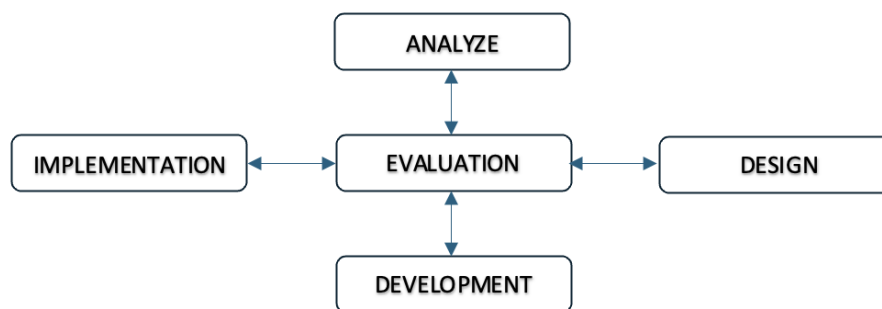 ANALYZE
IMPLEMENTATION
EVALUATION
DESIGN
DEVELOPMENT